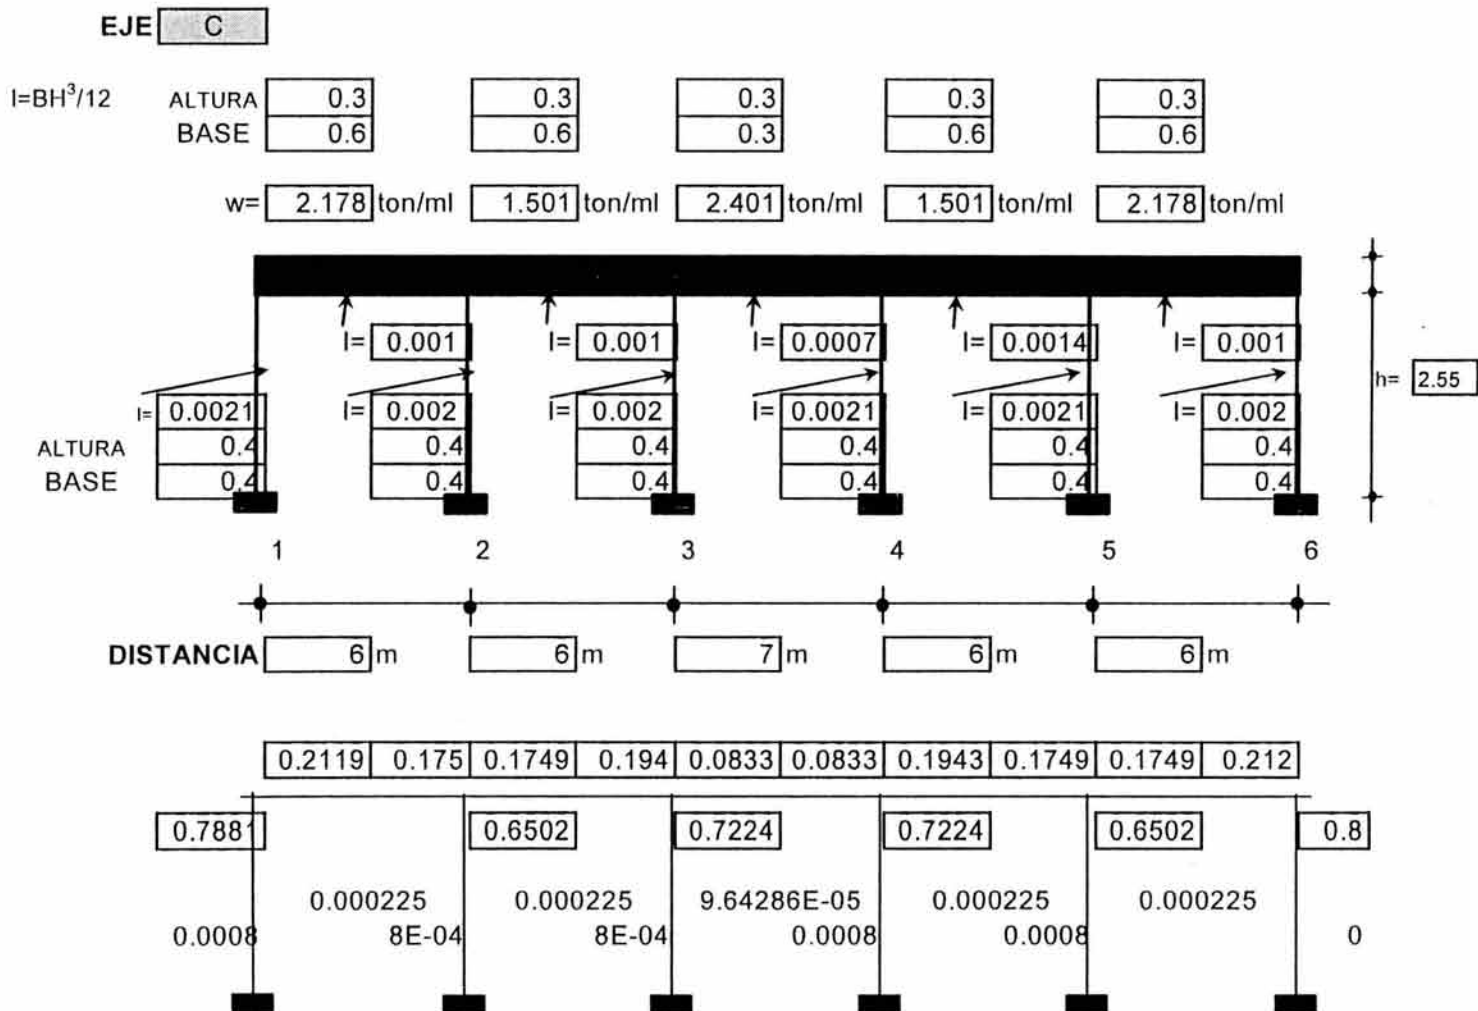 EJE C
I=BH³/12 ALTURA 0.3 0.3 0.3 0.3 0.3
BASE 0.6 0.6 0.3 0.6 0.6
w= 2.178 ton/ml 1.501 ton/ml 2.401 ton/ml 1.501 ton/ml 2.178 ton/ml
I= 0.001 I= 0.001 I= 0.0007 I= 0.0014 I= 0.001
h= 2.55
I= 0.0021 I= 0.002 I= 0.002 I= 0.0021 I= 0.0021 I= 0.002
ALTURA 0.4 0.4 0.4 0.4 0.4 0.4
BASE 0.4 0.4 0.4 0.4 0.4 0.4
1 2 3 4 5 6
DISTANCIA 6 m 6 m 7 m 6 m 6 m
0.2119 0.175 0.1749 0.194 0.0833 0.0833 0.1943 0.1749 0.1749 0.212
0.7881 0.6502 0.7224 0.7224 0.6502 0.8
0.000225 0.000225 9.64286E-05 0.000225 0.000225
0.0008 8E-04 8E-04 0.0008 0.0008 0